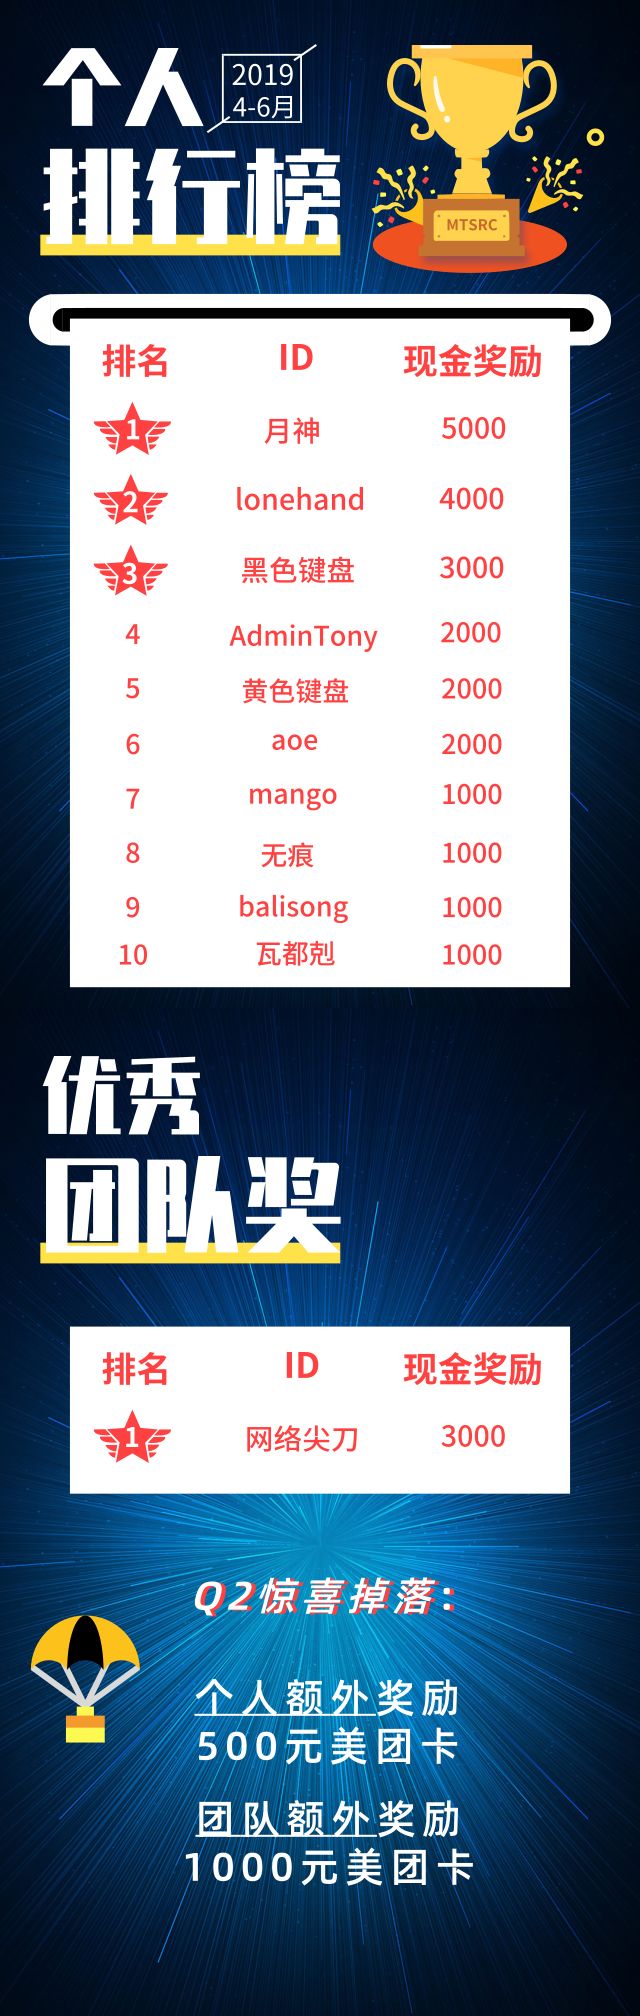 个人
2019
4-6月
排行榜
MTSRC
排名 ID 现金奖励
1 月神 5000
2 lonehand 4000
3 黑色键盘 3000
4 AdminTony 2000
5 黄色键盘 2000
6 aoe 2000
7 mango 1000
8 无痕 1000
9 balisong 1000
10 瓦都剋 1000
优秀
团队奖
排名 ID 现金奖励
1 网络尖刀 3000
Q2惊喜掉落:
个人额外奖励
500元美团卡
团队额外奖励
1000元美团卡